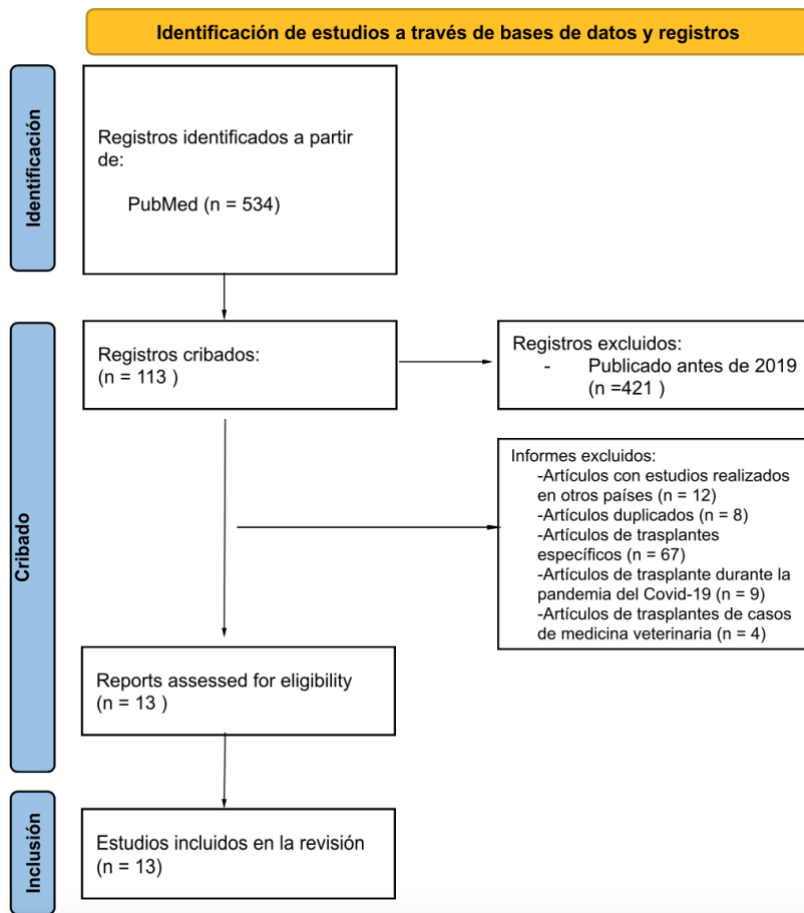 Identificación de estudios a través de bases de datos y registros
Identificación
Registros identificados a partir
de:
PubMed (n = 534)
Cribado
Registros cribados:
(n = 113 )
Registros excluidos:
- Publicado antes de 2019
(n =421 )
Informes excluidos:
-Artículos con estudios realizados
en otros países (n = 12)
-Artículos duplicados (n = 8)
-Artículos de trasplantes
específicos (n = 67)
-Artículos de trasplante durante la
pandemia del Covid-19 (n = 9)
-Artículos de trasplantes de casos
de medicina veterinaria (n = 4)
Reports assessed for eligibility
(n = 13 )
Inclusión
Estudios incluidos en la revisión
(n = 13)